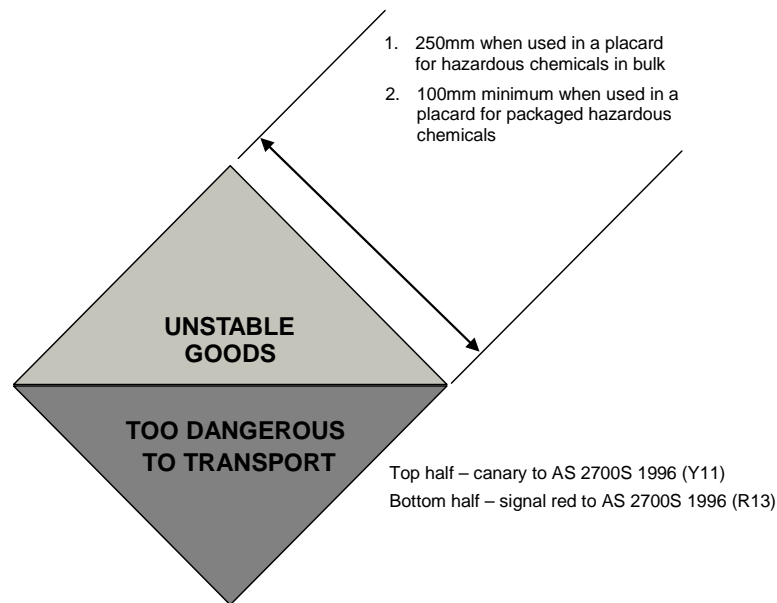 1. 250mm when used in a placard
for hazardous chemicals in bulk
2. 100mm minimum when used in a
placard for packaged hazardous
chemicals
UNSTABLE
GOODS
TOO DANGEROUS
TO TRANSPORT
Top half – canary to AS 2700S 1996 (Y11)
Bottom half – signal red to AS 2700S 1996 (R13)